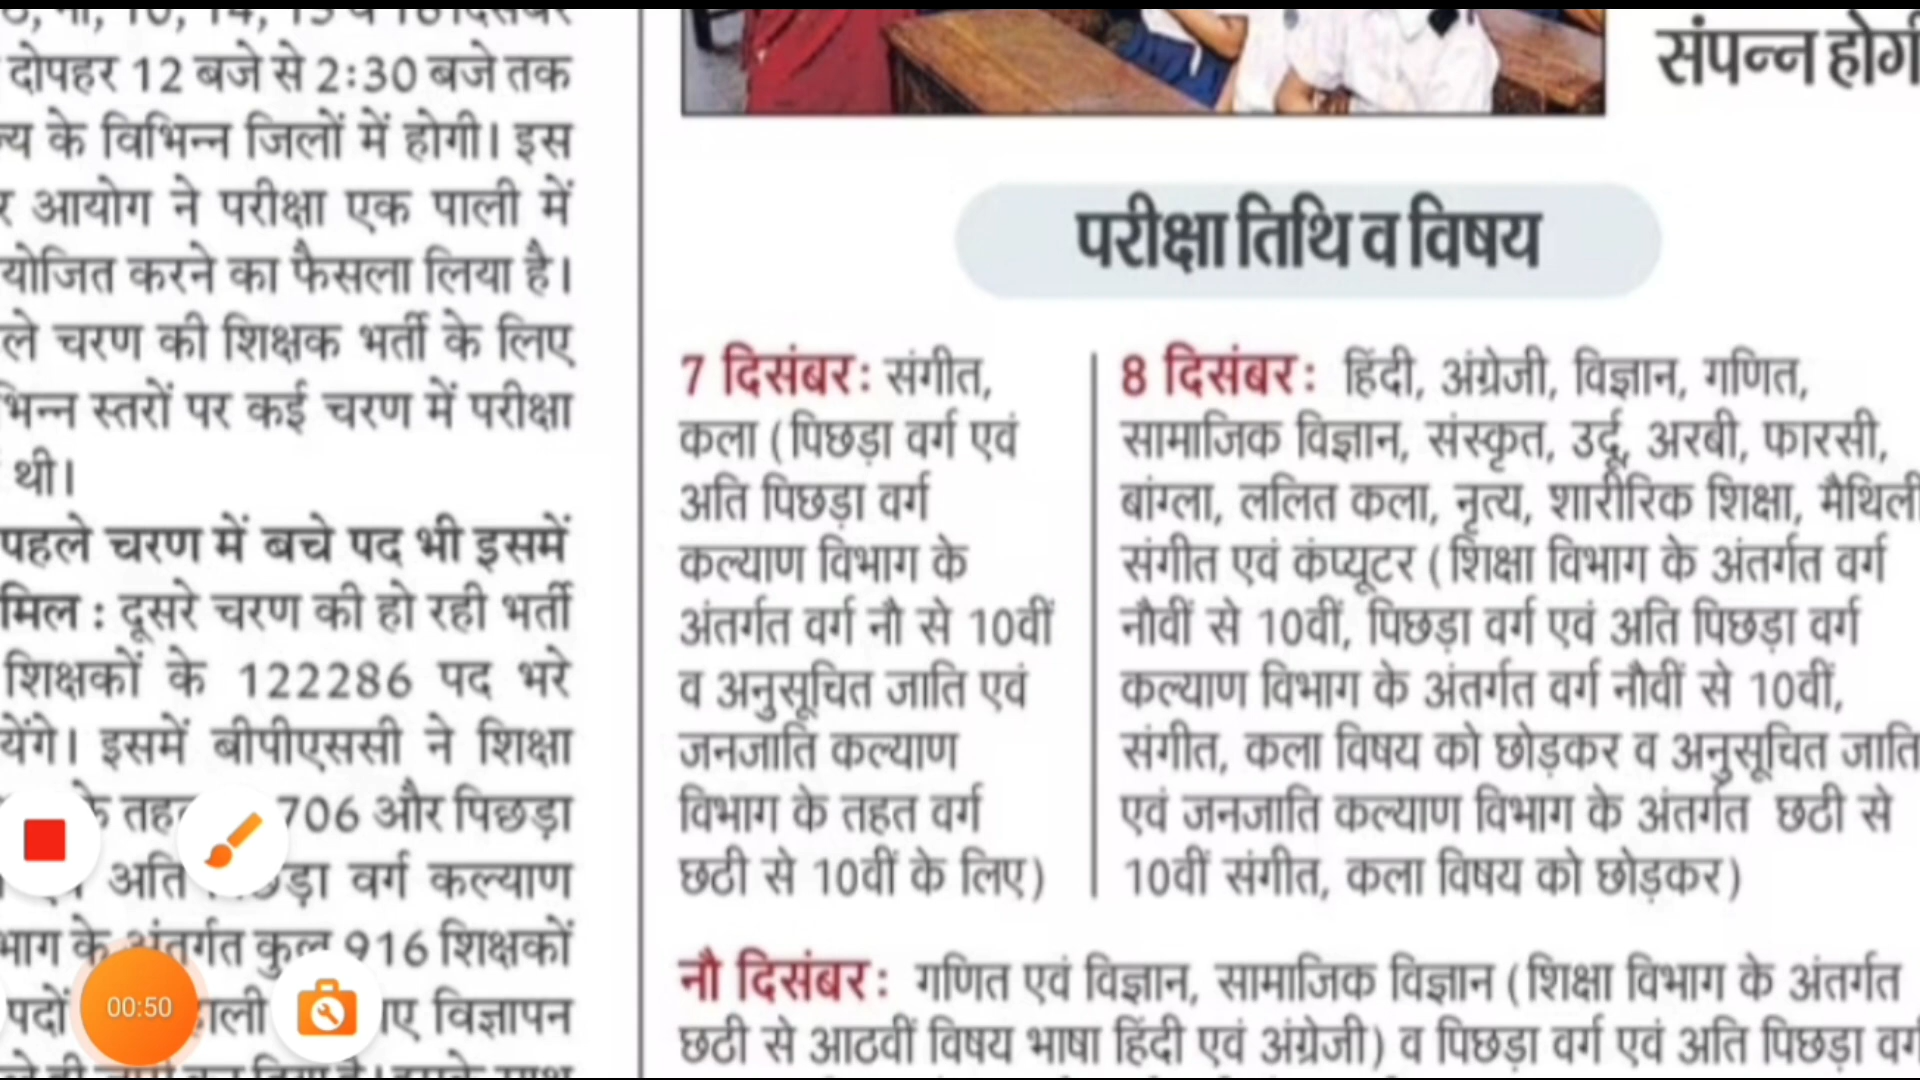 दोपहर 12 बजे से 2:30 बजे तक
के विभिन्न जिलों में होगी। इस
आयोग ने परीक्षा एक पाली में
करने का फैसला लिया है।
चरण की शिक्षक भर्ती के लिए
स्तरों पर कई चरण में परीक्षा
थी।
पहले चरण में बचे पद भी इसमें
: दूसरे चरण की हो रही भर्ती
शिक्षकों के 122286 पद भरे
इसमें बीपीएससी ने शिक्षा
706 और पिछड़ा
अति वर्ग कल्याण
के अंतर्गत कुल 916 शिक्षकों
पदों विज्ञापन
संपन्न होगी
परीक्षा तिथि व विषय
7 दिसंबर: संगीत,
कला (पिछड़ा वर्ग एवं
अति पिछड़ा वर्ग
कल्याण विभाग के
अंतर्गत वर्ग नौ से 10वीं
व अनुसूचित जाति एवं
जनजाति कल्याण
विभाग के तहत वर्ग
छठी से 10वीं के लिए)
8 दिसंबर: हिंदी, अंग्रेजी, विज्ञान, गणित,
सामाजिक विज्ञान, संस्कृत, उर्दू, अरबी, फारसी,
बांग्ला, ललित कला, नृत्य, शारीरिक शिक्षा, मैथिली
संगीत एवं कंप्यूटर (शिक्षा विभाग के अंतर्गत वर्ग
नौवीं से 10वीं, पिछड़ा वर्ग एवं अति पिछड़ा वर्ग
कल्याण विभाग के अंतर्गत वर्ग नौवीं से 10वीं,
संगीत, कला विषय को छोड़कर व अनुसूचित जाति
एवं जनजाति कल्याण विभाग के अंतर्गत छठी से
10वीं संगीत, कला विषय को छोड़कर)
नौ दिसंबर: गणित एवं विज्ञान, सामाजिक विज्ञान (शिक्षा विभाग के अंतर्गत
छठी से आठवीं विषय भाषा हिंदी एवं अंग्रेजी) व पिछड़ा वर्ग एवं अति पिछड़ा वर्ग
00:50